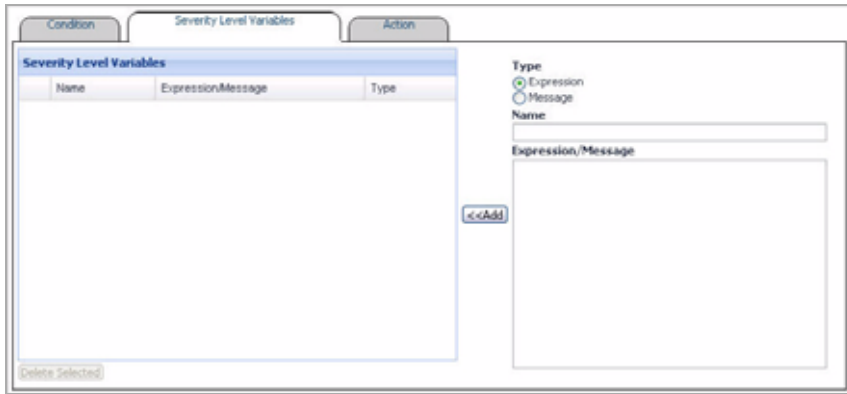 Condition
Severity Level Variables
Action
Severity Level Variables
Name Expression/Message Type
Type
Expression
Message
Name
Expression/Message
<<Add
Delete Selected